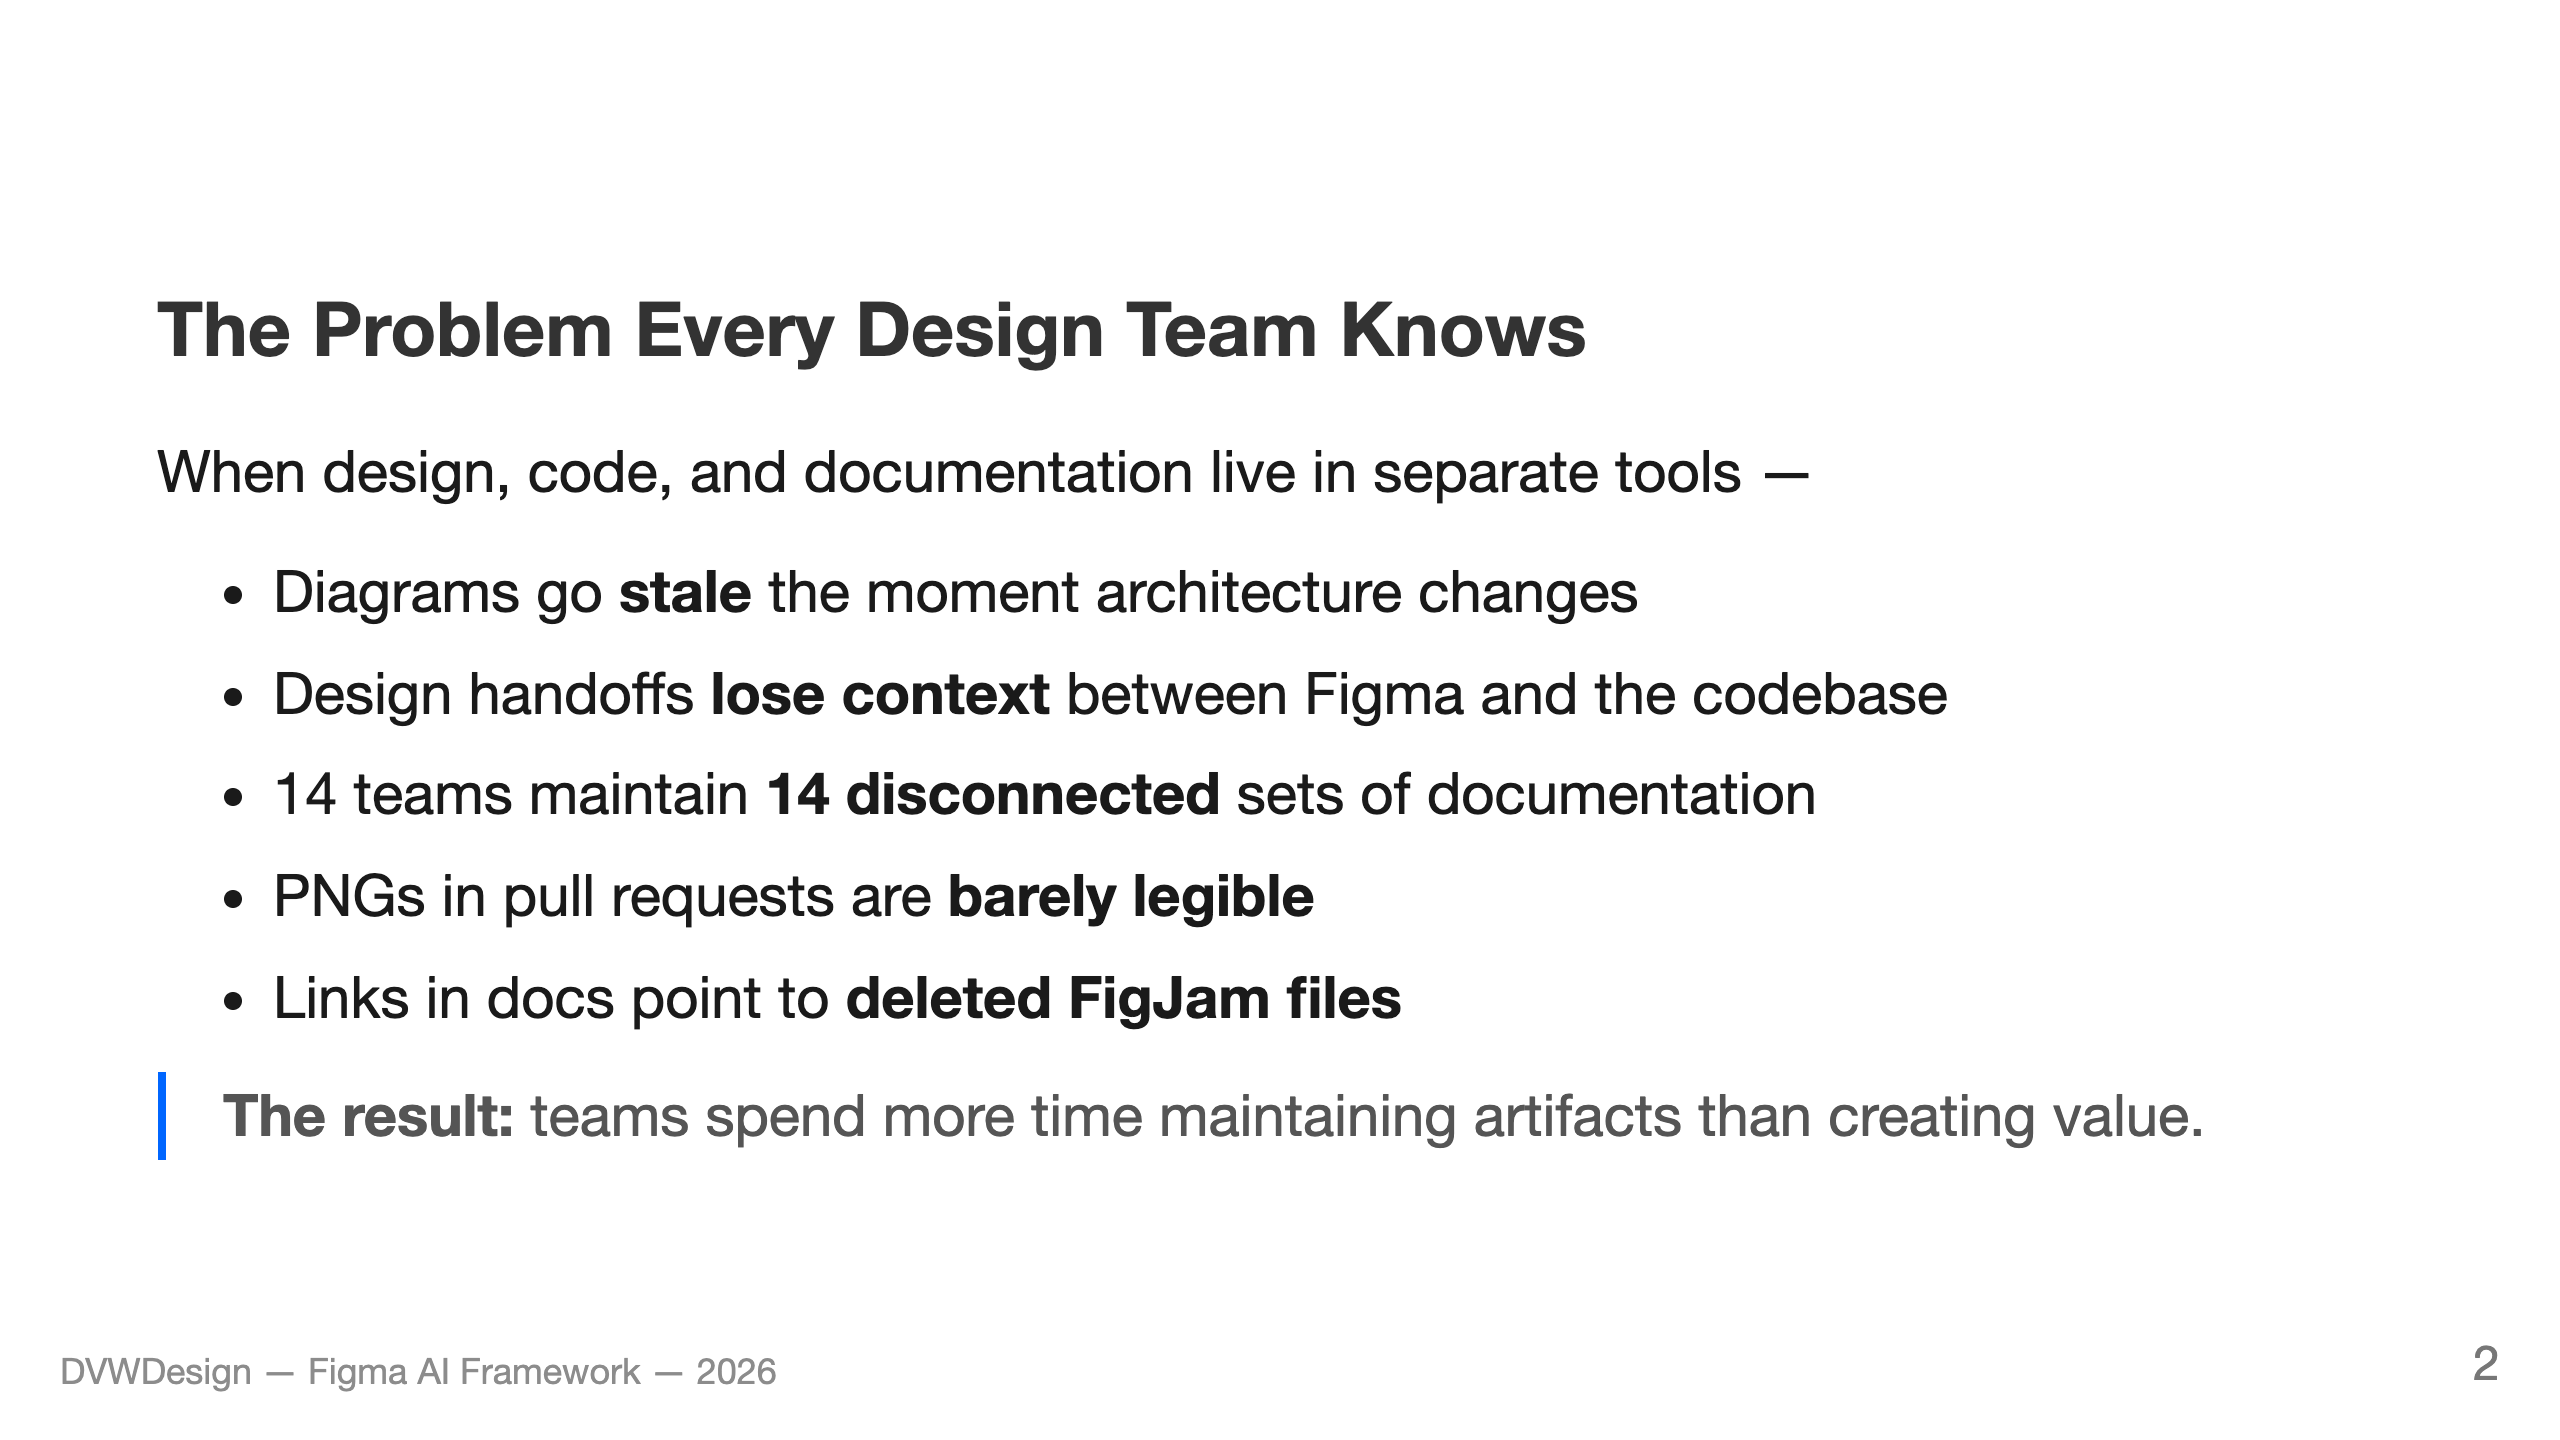 The Problem Every Design Team Knows
When design, code, and documentation live in separate tools —
• Diagrams go stale the moment architecture changes
• Design handoffs lose context between Figma and the codebase
• 14 teams maintain 14 disconnected sets of documentation
• PNGs in pull requests are barely legible
• Links in docs point to deleted FigJam files
The result: teams spend more time maintaining artifacts than creating value.
DVWDesign — Figma AI Framework — 2026
2